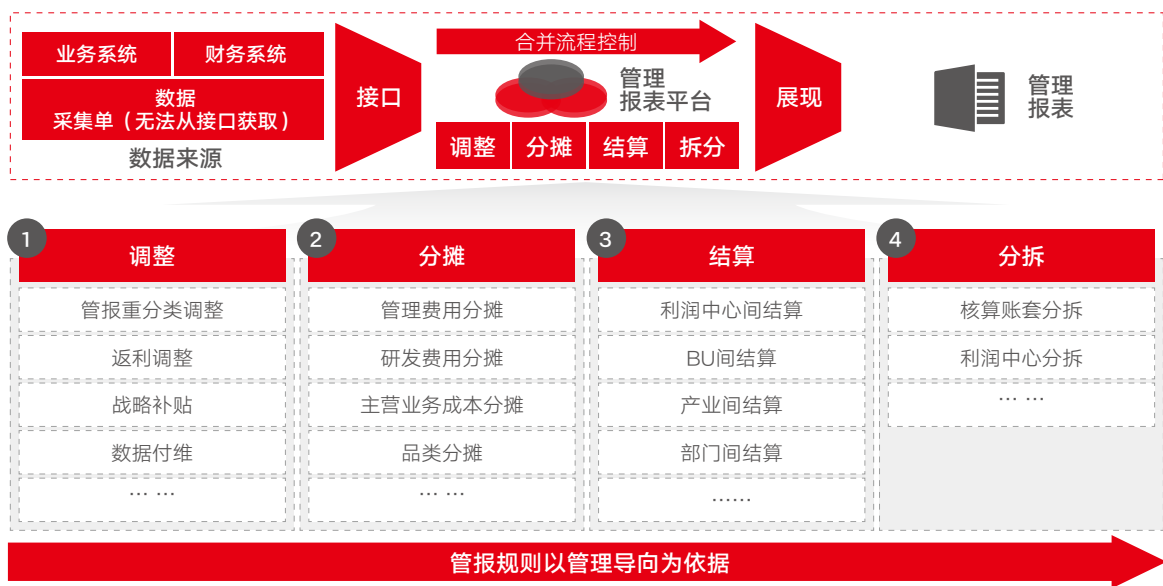 业务系统
财务系统
数据
采集单（无法从接口获取）
数据来源
接口
合并流程控制
管理
报表平台
调整
分摊
结算
拆分
展现
管理
报表
1
调整
管报重分类调整
返利调整
战略补贴
数据付维
… …
2
分摊
管理费用分摊
研发费用分摊
主营业务成本分摊
品类分摊
… …
3
结算
利润中心间结算
BU间结算
产业间结算
部门间结算
……
4
分拆
核算账套分拆
利润中心分拆
… …
管报规则以管理导向为依据